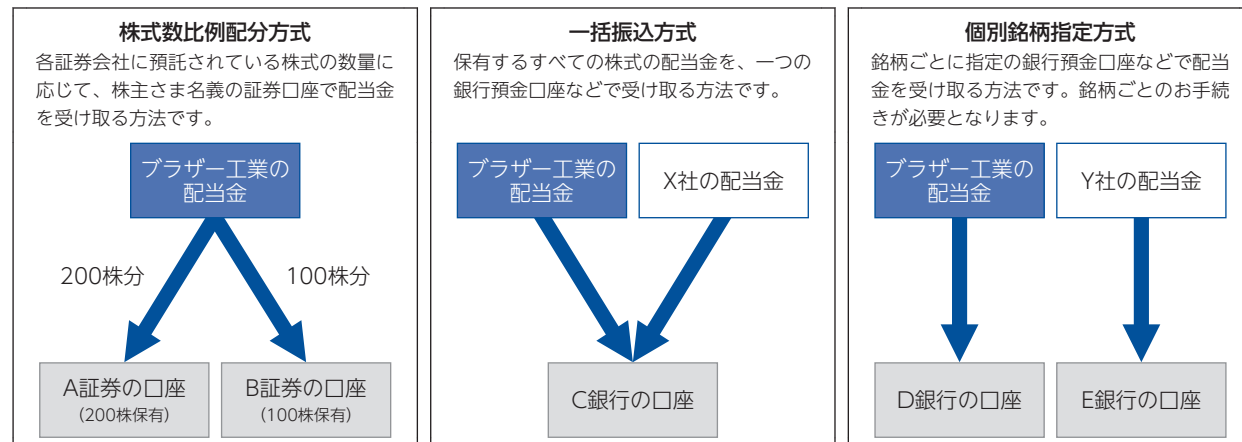 株式数比例配分方式
各証券会社に預託されている株式の数量に
応じて、株主さま名義の証券口座で配当金
を受け取る方法です。
ブラザー工業の
配当金
200株分
100株分
A証券の口座
(200株保有)
B証券の口座
(100株保有)
一括振込方式
保有するすべての株式の配当金を、一つの
銀行預金口座などで受け取る方法です。
ブラザー工業の
配当金
X社の配当金
C銀行の口座
個別銘柄指定方式
銘柄ごとに指定の銀行預金口座などで配当
金を受け取る方法です。銘柄ごとのお手続
きが必要となります。
ブラザー工業の
配当金
Y社の配当金
D銀行の口座
E銀行の口座